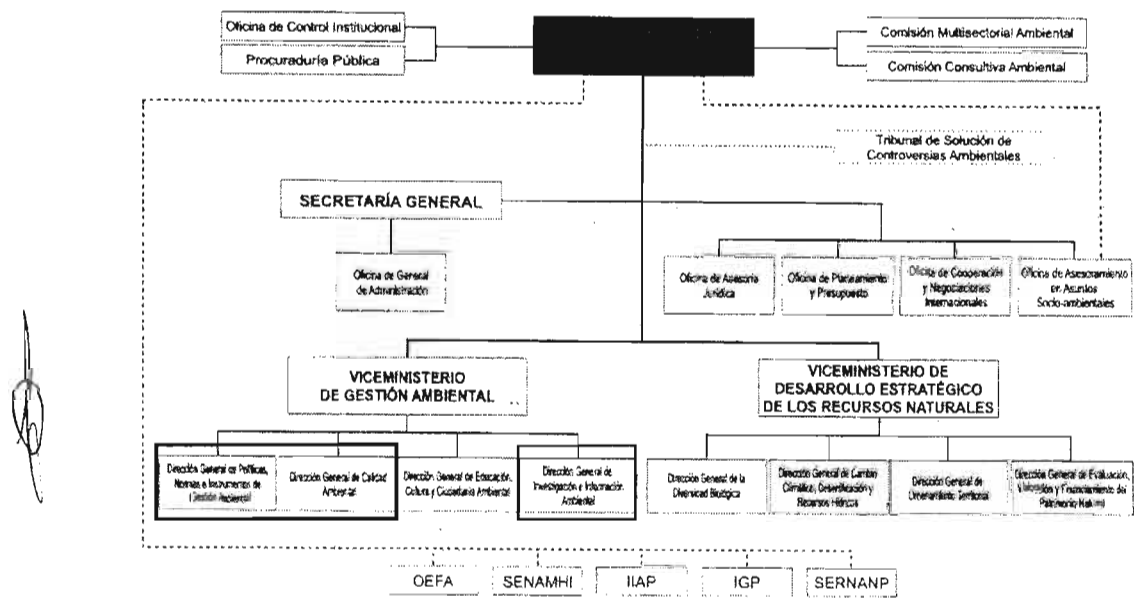 Oficina de Control Institucional
Procuraduría Pública
Comisión Multisectorial Ambiental
Comisión Consultiva Ambiental
Tribunal de Solución de
Controversias Ambientales
SECRETARÍA GENERAL
Oficina de General
de Administración
Oficina de Asesoría
Jurídica
Oficina de Planeamiento
y Presupuesto
Oficina de Cooperación
y Negociaciones
Internacionales
Oficina de Asesoramiento
en Asuntos
Socio-ambientales
VICEMINISTERIO
DE GESTIÓN AMBIENTAL
VICEMINISTERIO DE
DESARROLLO ESTRATÉGICO
DE LOS RECURSOS NATURALES
Dirección General de Políticas,
Normas e Instrumentos de
Gestión Ambiental
Dirección General de Calidad
Ambiental
Dirección General de Educación,
Cultura y Ciudadanía Ambiental
Dirección General de
Investigación e Información
Ambiental
Dirección General de la
Diversidad Biológica
Dirección General de Cambio
Climático, Desertificación y
Recursos Hídricos
Dirección General de
Ordenamiento Territorial
Dirección General de Evaluación,
Valoración y Financiamiento del
Patrimonio Natural
OEFA
SENAMHI
IIAP
IGP
SERNANP